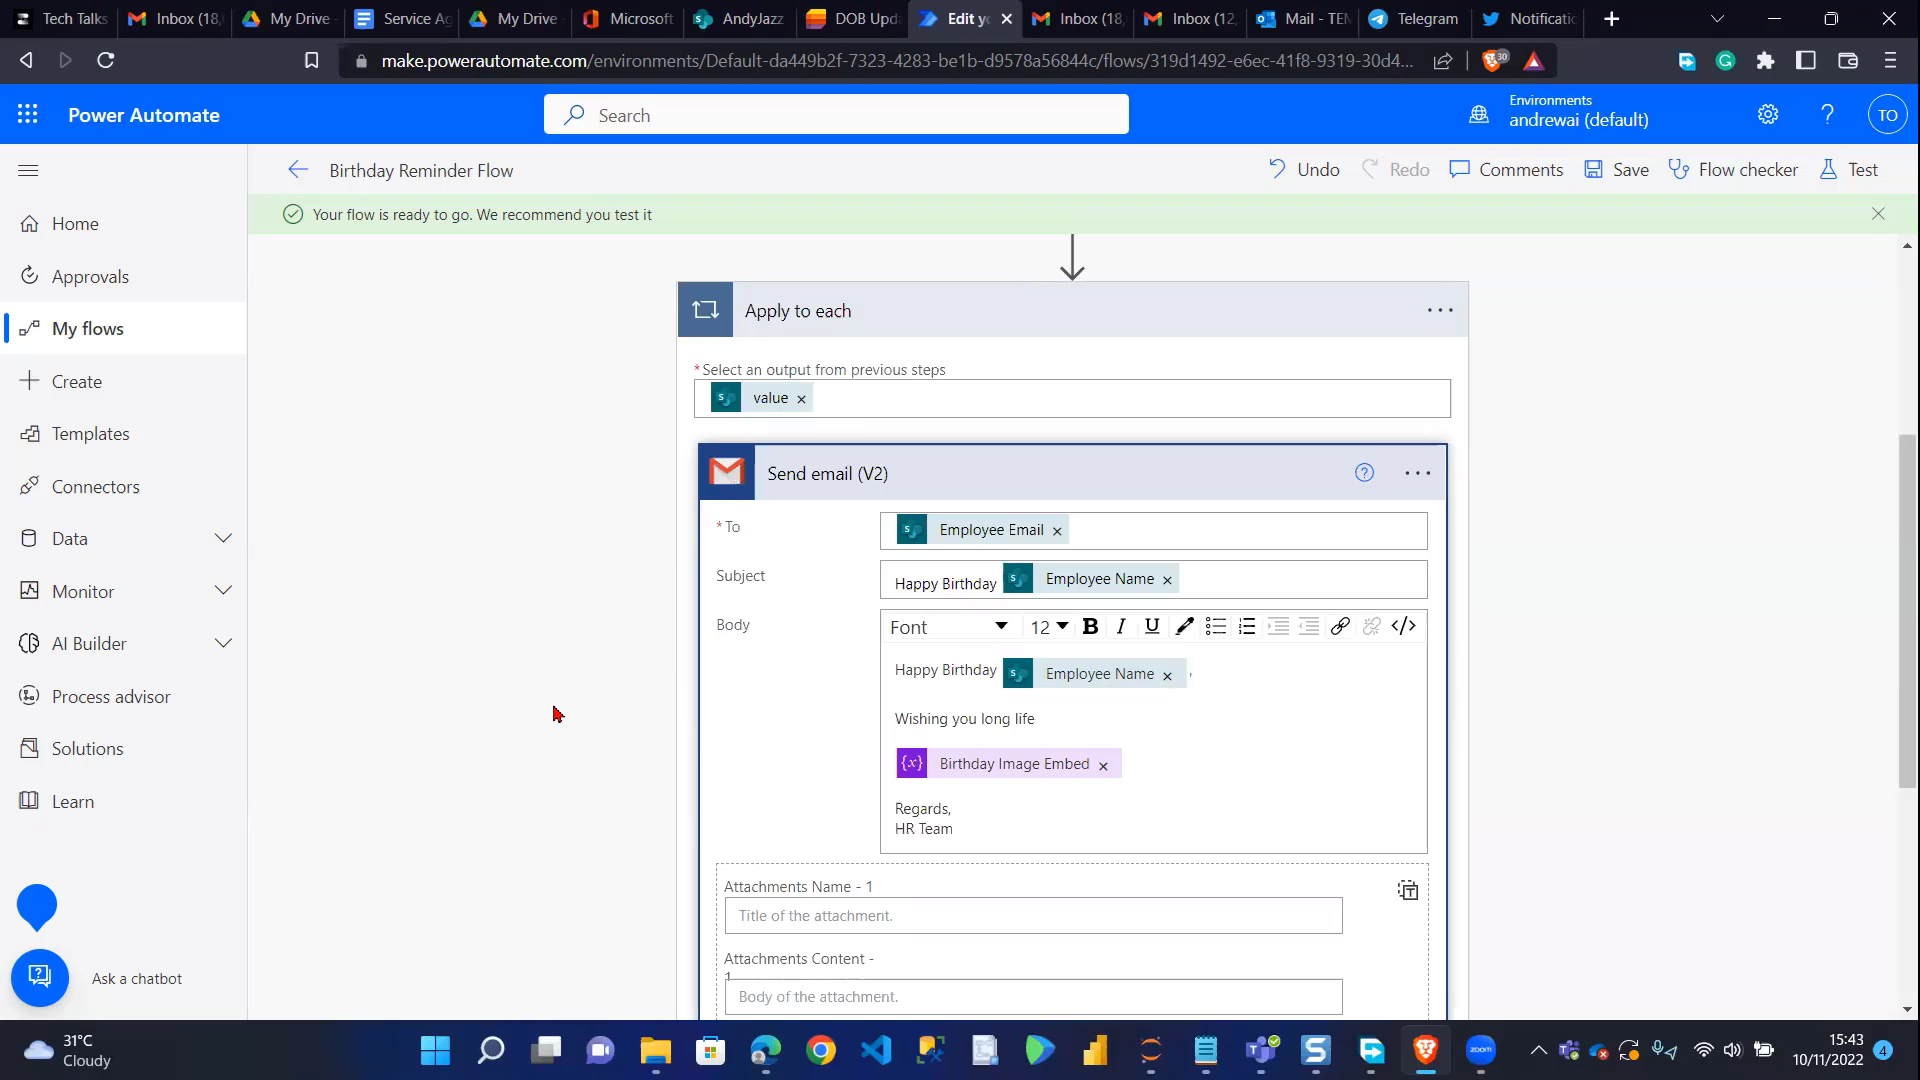 Tech Talks
Inbox (18,
My Drive -
Service Ag
My Drive -
Microsoft
AndyJazz
DOB Upda
Edit yo
Inbox (18,
Inbox (12,
Mail - TEM
Telegram
Notificatio
make.powerautomate.com/environments/Default-da449b2f-7323-4283-be1b-d9578a56844c/flows/319d1492-e6ec-41f8-9319-30d4...
30
Power Automate
Search
Environments
andrewai (default)
TO
Birthday Reminder Flow
Undo
Redo
Comments
Save
Flow checker
Test
Your flow is ready to go. We recommend you test it
Home
Approvals
My flows
Create
Templates
Connectors
Data
Monitor
AI Builder
Process advisor
Solutions
Learn
Ask a chatbot
Apply to each
* Select an output from previous steps
value
Send email (V2)
* To
Employee Email
Subject
Happy Birthday Employee Name
Body
Font 12 B I U </>
Happy Birthday Employee Name ,
Wishing you long life
{x} Birthday Image Embed
Regards,
HR Team
Attachments Name - 1
Title of the attachment.
Attachments Content -
1
Body of the attachment.
31°C
Cloudy
zoom
15:43
10/11/2022
4